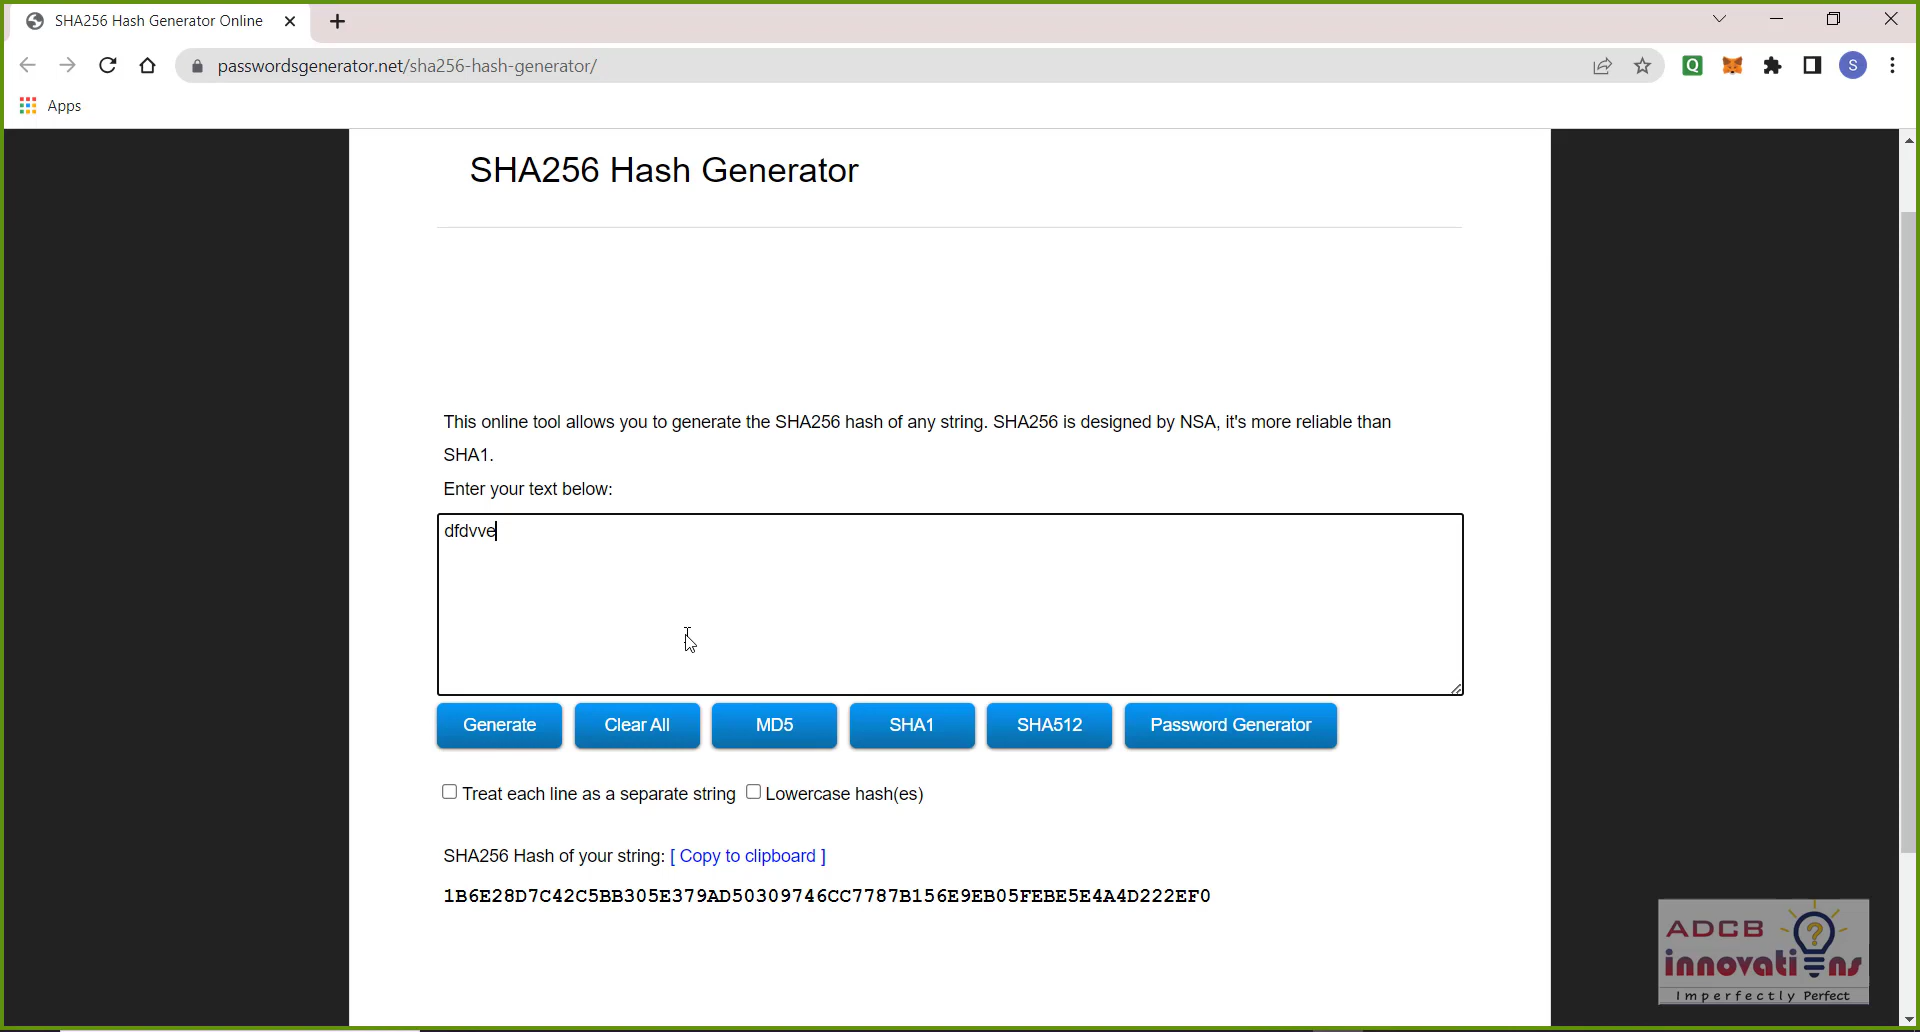 SHA256 Hash Generator Online
passwordsgenerator.net/sha256-hash-generator/
Q
S
Apps
SHA256 Hash Generator
This online tool allows you to generate the SHA256 hash of any string. SHA256 is designed by NSA, it's more reliable than
SHA1.
Enter your text below:
dfdvve
Generate Clear All MD5 SHA1 SHA512 Password Generator
Treat each line as a separate string Lowercase hash(es)
SHA256 Hash of your string: [ Copy to clipboard ]
1B6E28D7C42C5BB305E379AD50309746CC7787B156E9EB05FEBE5E4A4D222EF0
ADCB
innovations
Imperfectly Perfect